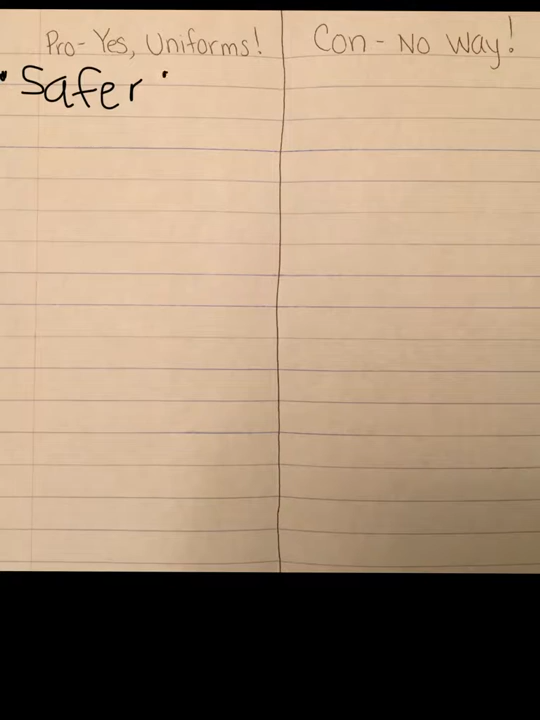 Pro- Yes, Uniforms!
Con - No Way!
• Safer •